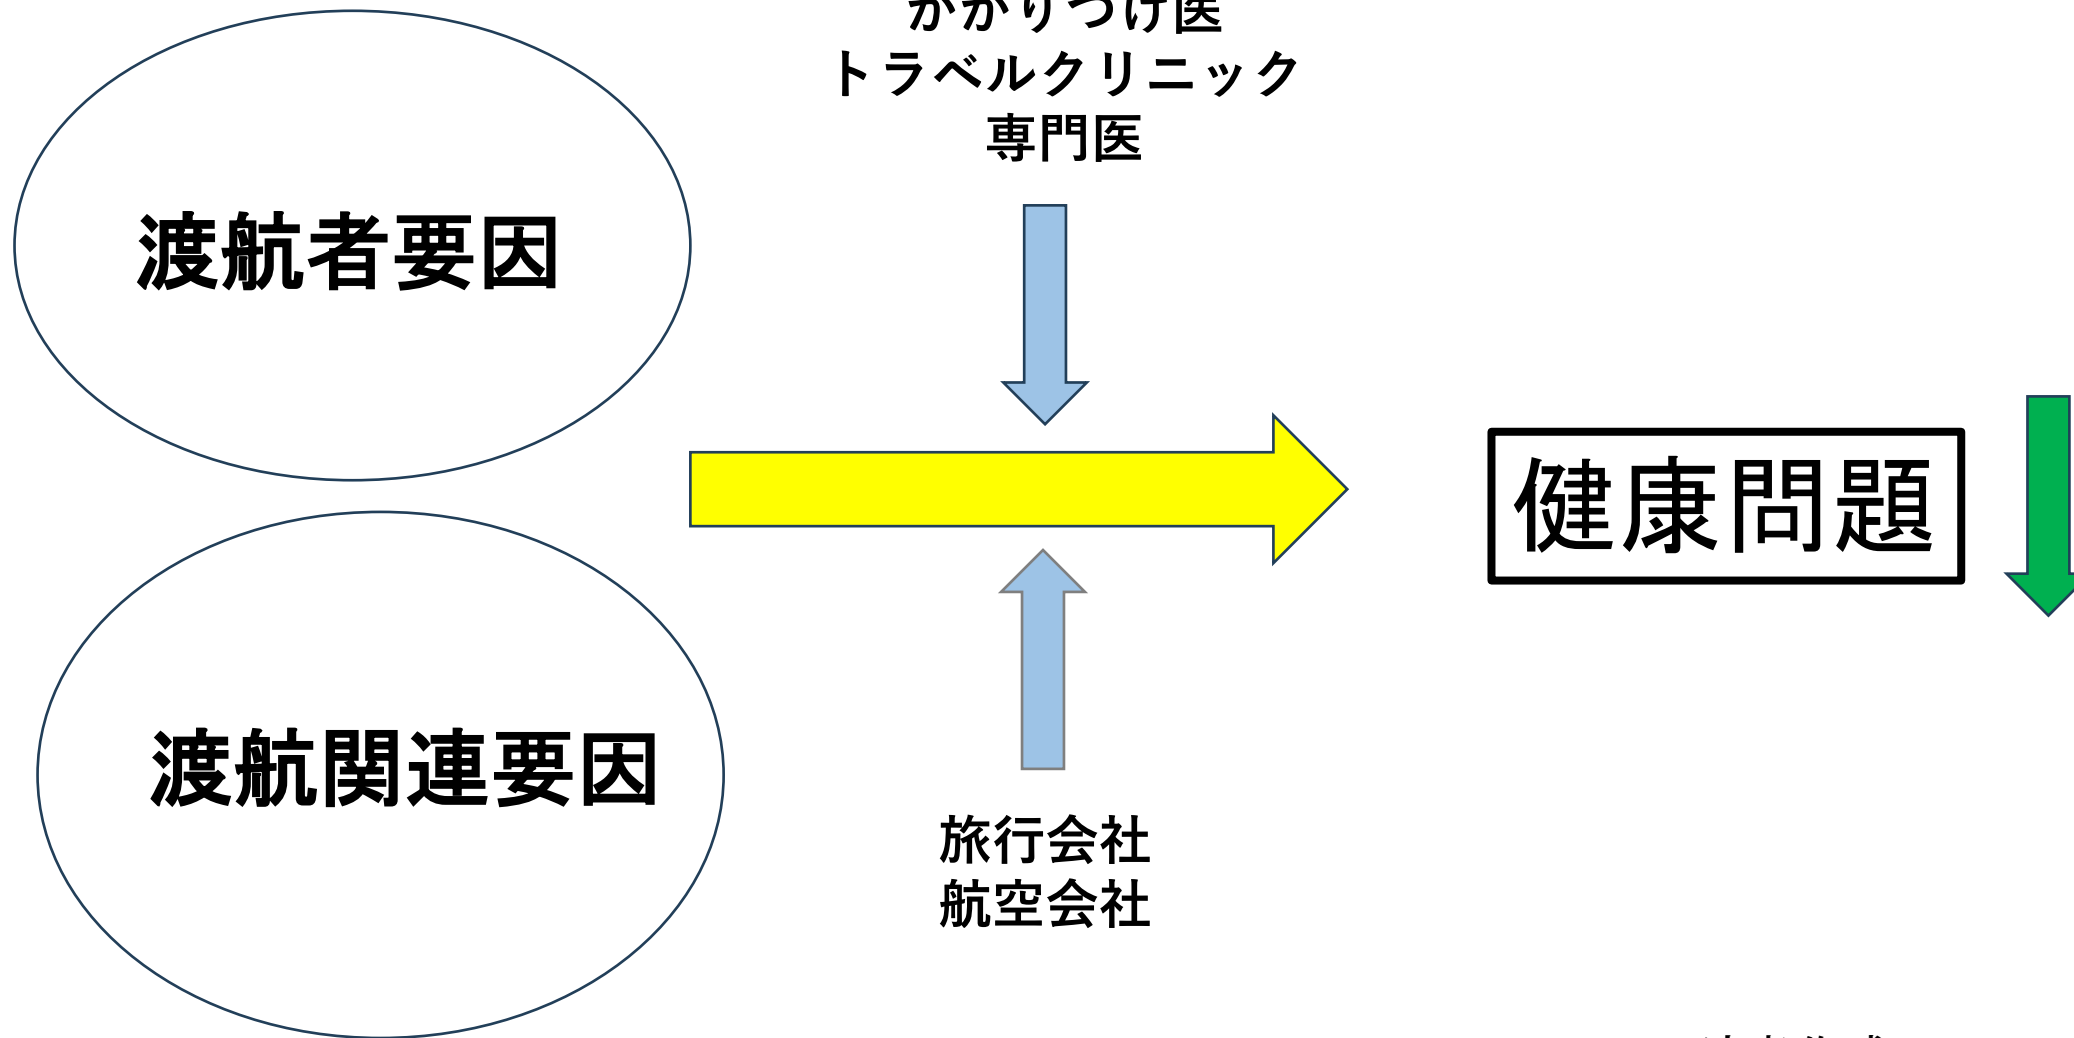 かかりつけ医
トラベルクリニック
専門医
渡航者要因
健康問題
渡航関連要因
旅行会社
航空会社